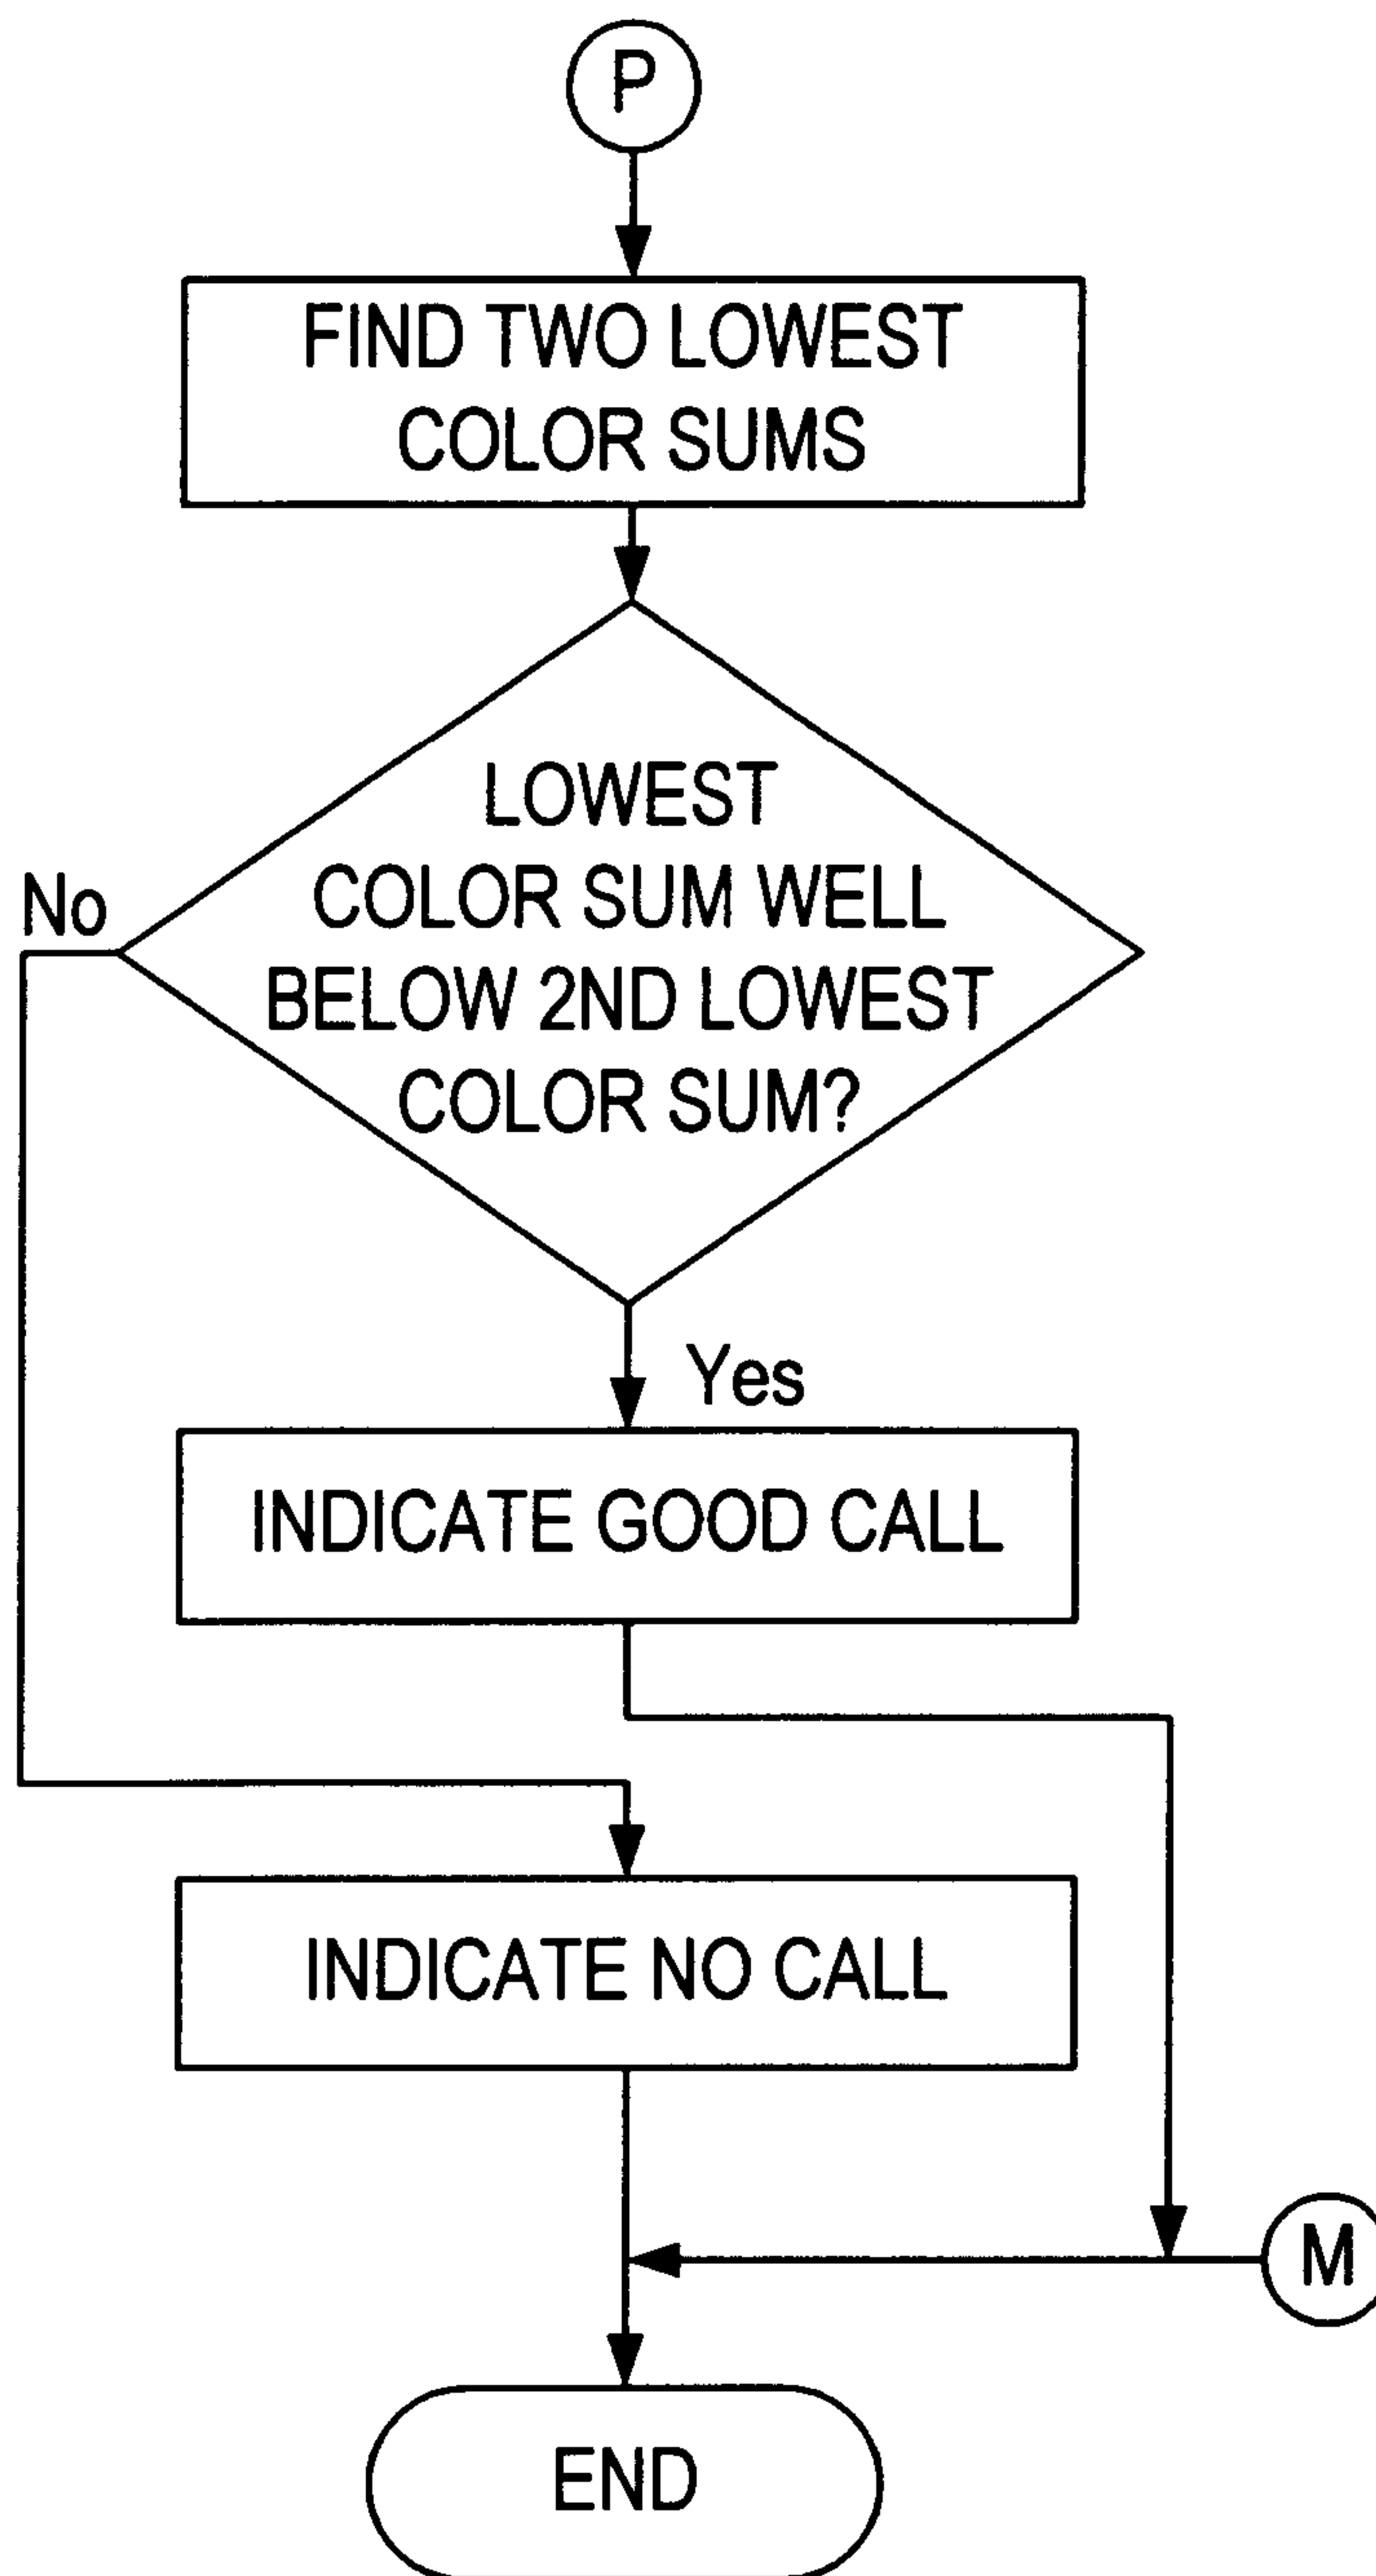 P
FIND TWO LOWEST
COLOR SUMS
LOWEST
COLOR SUM WELL
BELOW 2ND LOWEST
COLOR SUM?
No
Yes
INDICATE GOOD CALL
INDICATE NO CALL
M
END